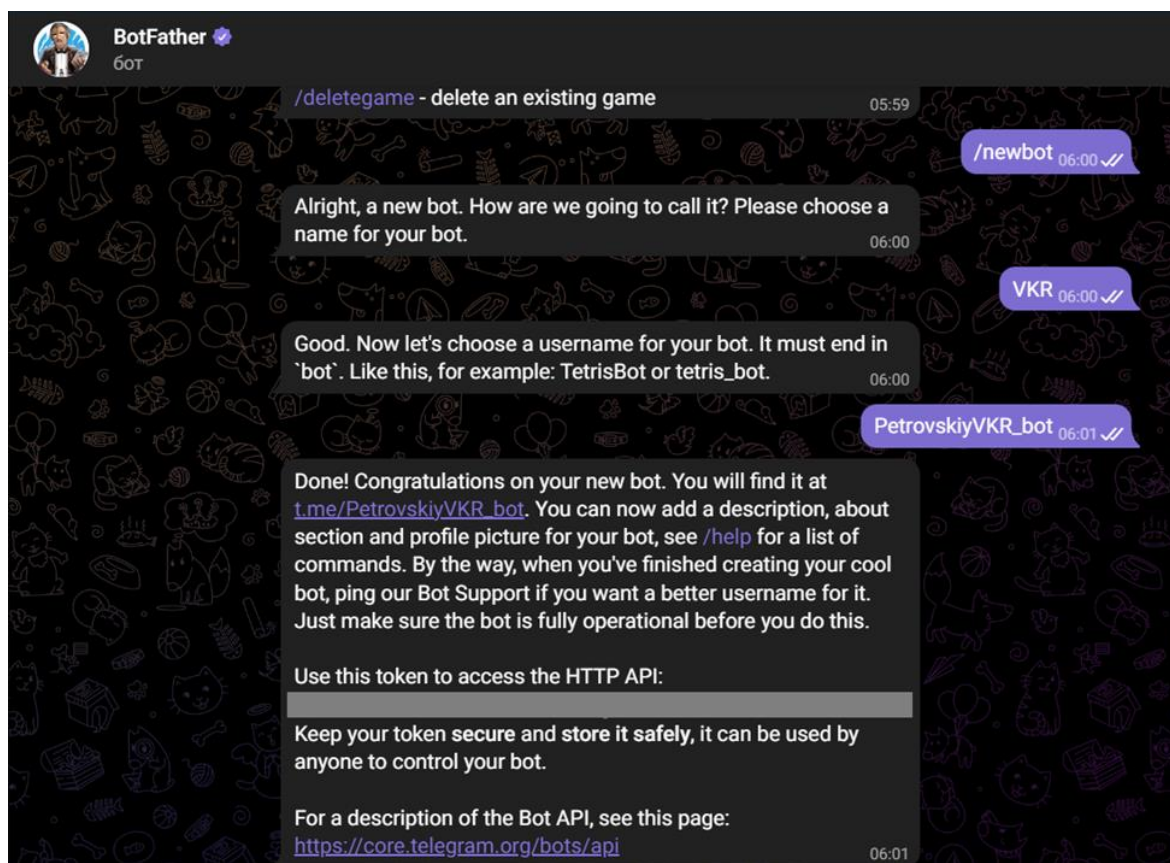 BotFather
бот
/deletegame - delete an existing game
05:59
/newbot 06:00
Alright, a new bot. How are we going to call it? Please choose a
name for your bot.
06:00
VKR 06:00
Good. Now let's choose a username for your bot. It must end in
`bot`. Like this, for example: TetrisBot or tetris_bot.
06:00
PetrovskiyVKR_bot 06:01
Done! Congratulations on your new bot. You will find it at
t.me/PetrovskiyVKR_bot. You can now add a description, about
section and profile picture for your bot, see /help for a list of
commands. By the way, when you've finished creating your cool
bot, ping our Bot Support if you want a better username for it.
Just make sure the bot is fully operational before you do this.
Use this token to access the HTTP API:
Keep your token secure and store it safely, it can be used by
anyone to control your bot.
For a description of the Bot API, see this page:
https://core.telegram.org/bots/api
06:01